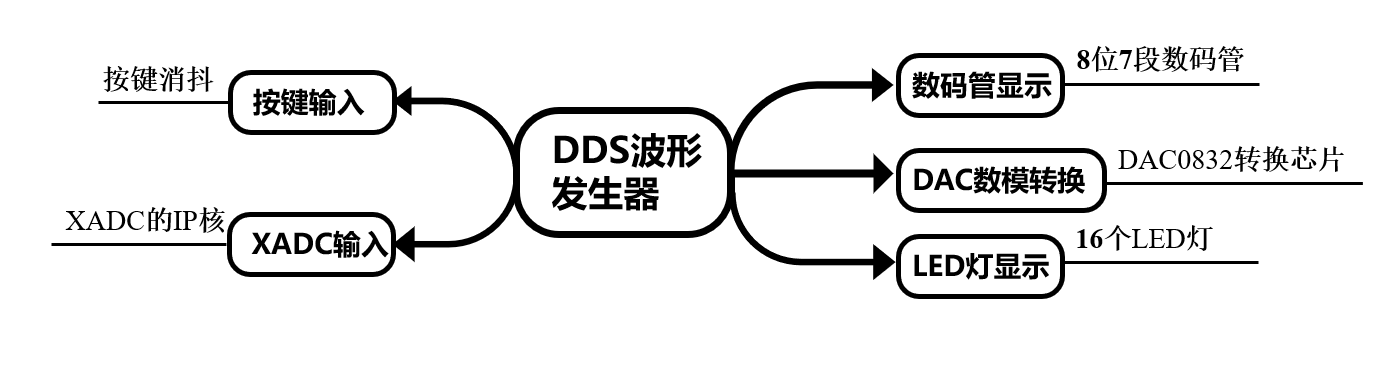 按键消抖
按键输入
XADC的IP核
XADC输入
DDS波形
发生器
数码管显示
8位7段数码管
DAC数模转换
DAC0832转换芯片
LED灯显示
16个LED灯